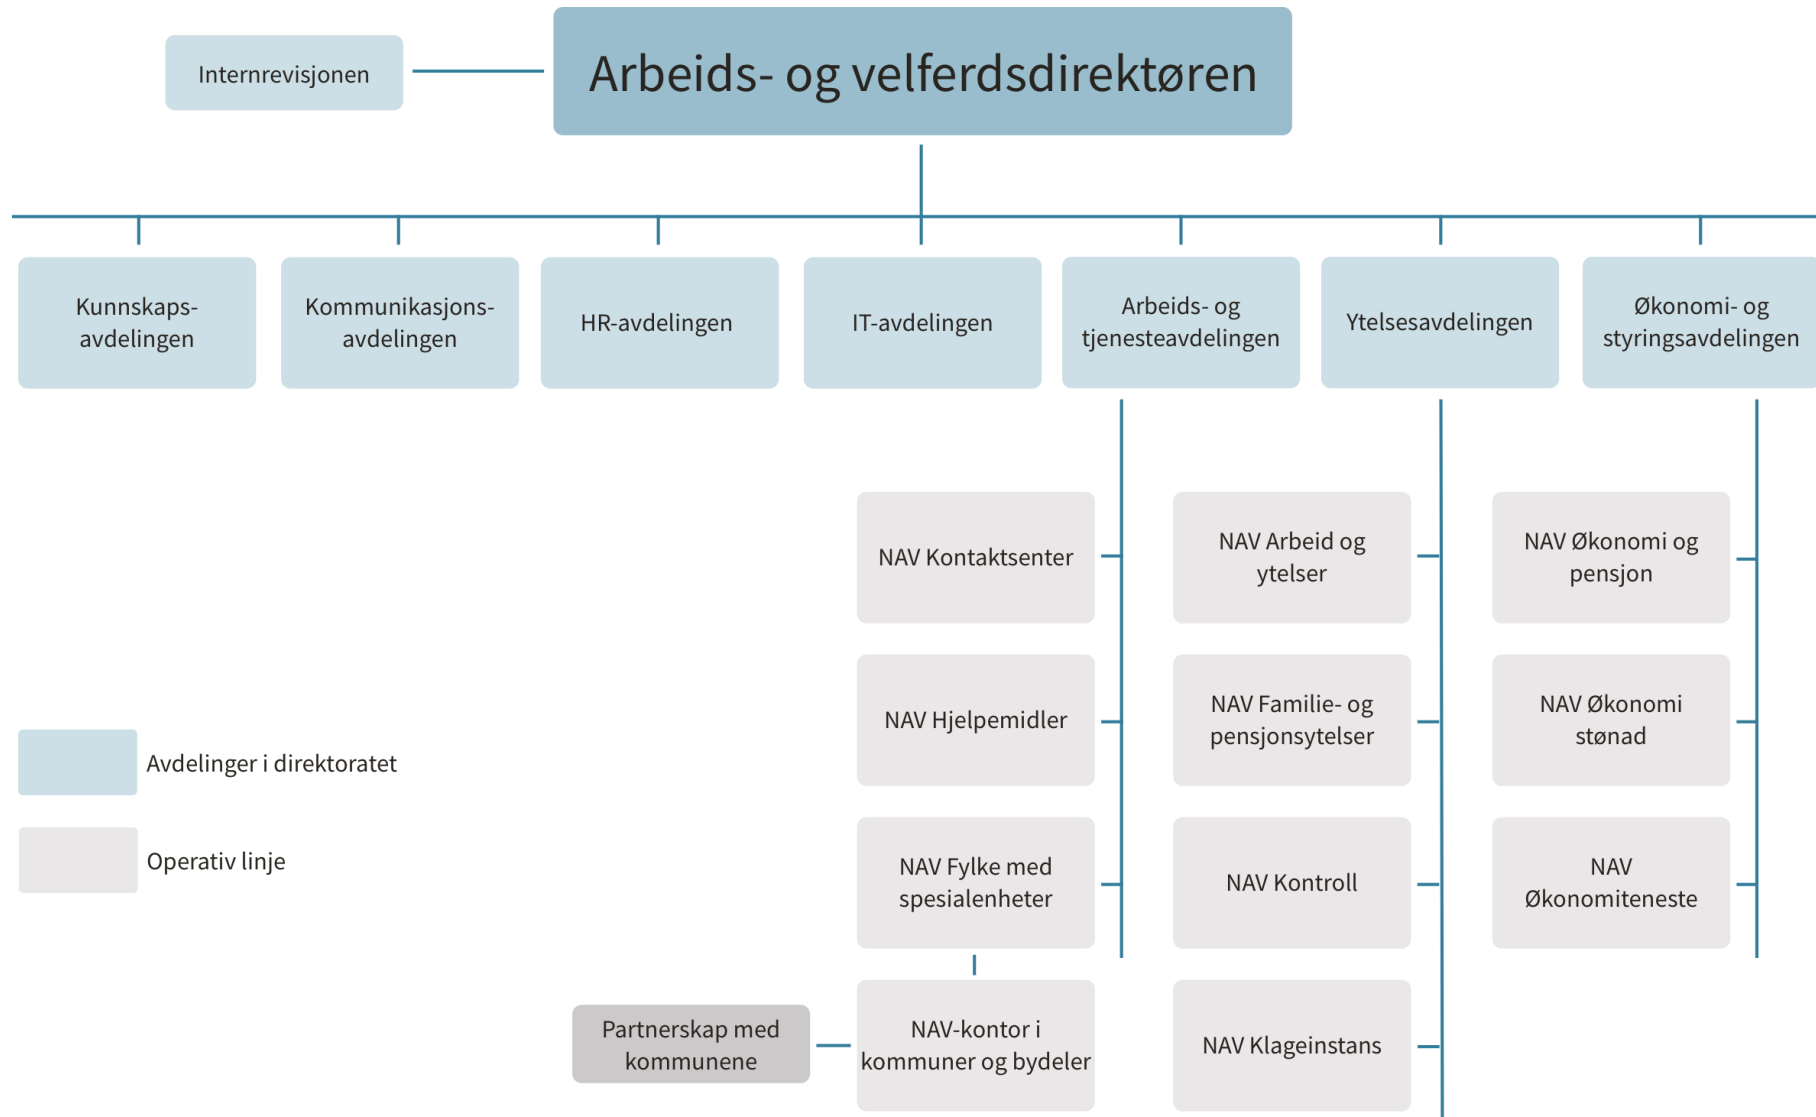 Internrevisjonen
Arbeids- og velferdsdirektøren
Kunnskaps-
avdelingen
Kommunikasjons-
avdelingen
HR-avdelingen
IT-avdelingen
Arbeids- og
tjenesteavdelingen
Ytelsesavdelingen
Økonomi- og
styringsavdelingen
NAV Kontaktsenter
NAV Arbeid og
ytelser
NAV Økonomi og
pensjon
NAV Hjelpemidler
NAV Familie- og
pensjonsytelser
NAV Økonomi
stønad
Avdelinger i direktoratet
Operativ linje
NAV Fylke med
spesialenheter
NAV Kontroll
NAV
Økonomiteneste
Partnerskap med
kommunene
NAV-kontor i
kommuner og bydeler
NAV Klageinstans